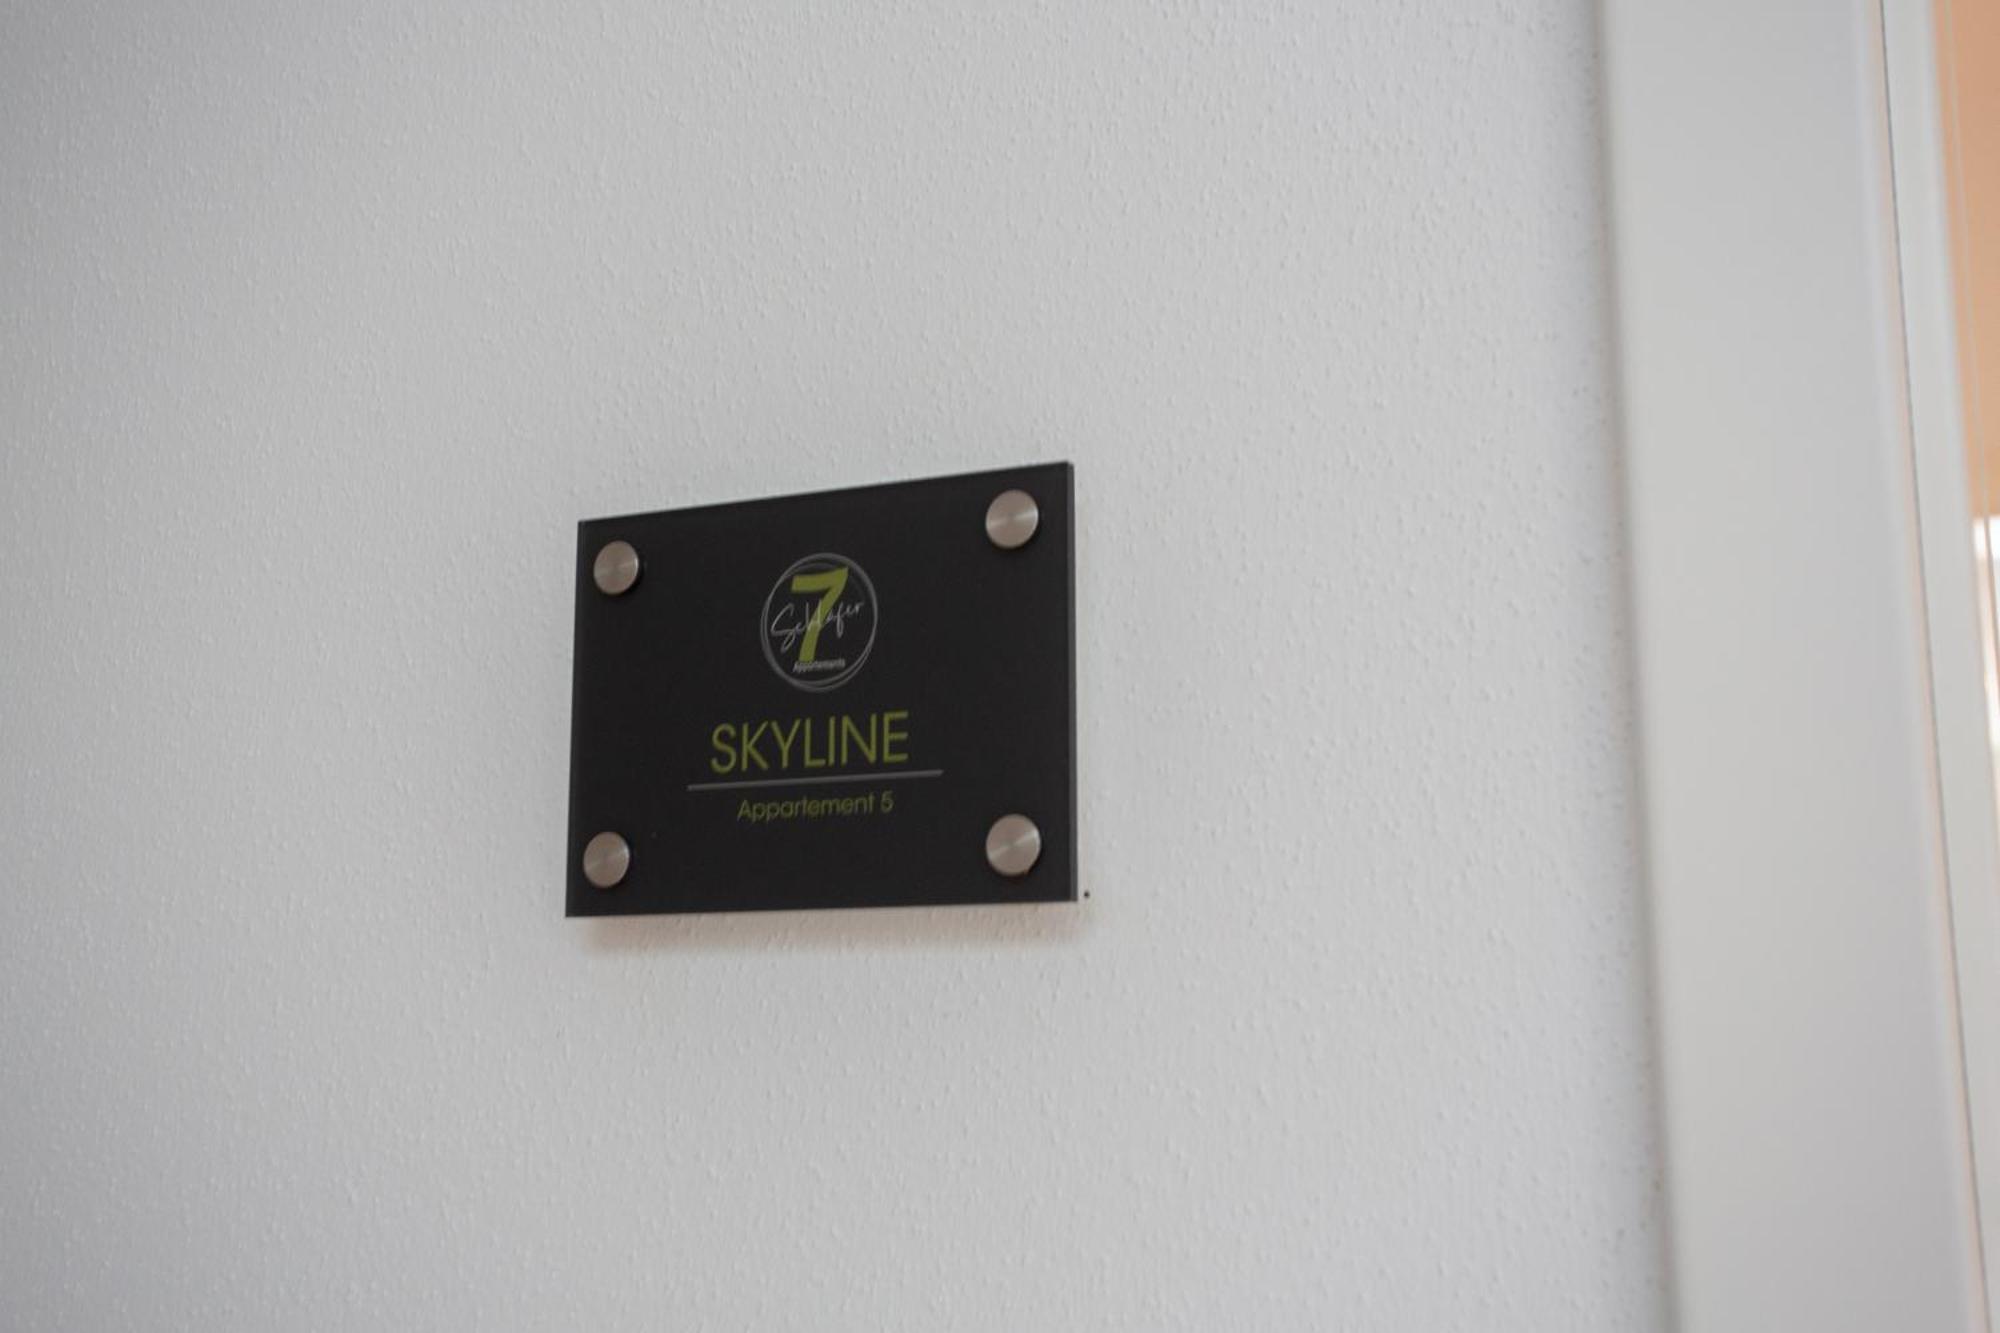 7
Schläfer
Appartements
SKYLINE
Appartement 5